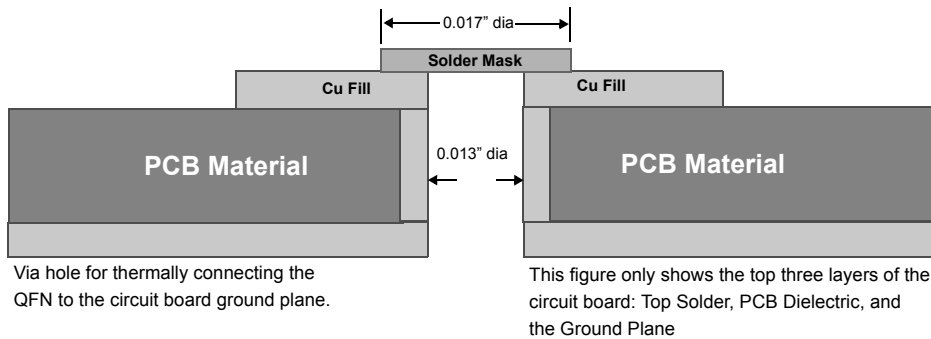 0.017” dia
Solder Mask
Cu Fill
Cu Fill
PCB Material
0.013” dia
PCB Material
Via hole for thermally connecting the
QFN to the circuit board ground plane.
This figure only shows the top three layers of the
circuit board: Top Solder, PCB Dielectric, and
the Ground Plane